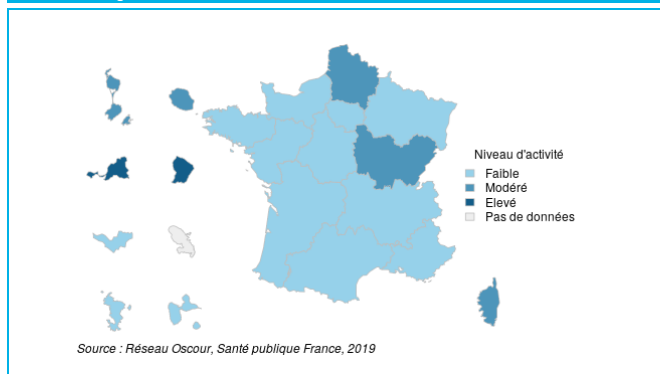 Niveau d'activité
Faible
Modéré
Elevé
Pas de données
Source : Réseau Oscour, Santé publique France, 2019